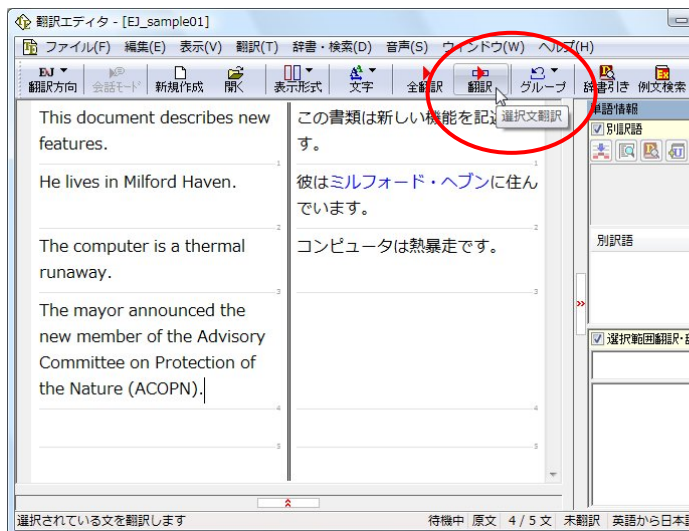 翻訳エディタ - [EJ_sample01]
ファイル(F) 編集(E) 表示(V) 翻訳(T) 辞書・検索(D) 音声(S) ウィンドウ(W) ヘルプ(H)
翻訳方向 会話モード 新規作成 開く 表示形式 文字 全翻訳 翻訳 グループ 辞書引き 例文検索
選択文翻訳
This document describes new
features.
この書類は新しい機能を記述
す。
1
He lives in Milford Haven.
彼はミルフォード・ヘブンに住ん
でいます。
2
The computer is a thermal
runaway.
コンピュータは熱暴走です。
3
The mayor announced the
new member of the Advisory
Committee on Protection of
the Nature (ACOPN).
4
5
単語情報
別訳語
別訳語
選択範囲翻訳・
選択されている文を翻訳します
待機中 原文 4 / 5 文 未翻訳 英語から日本